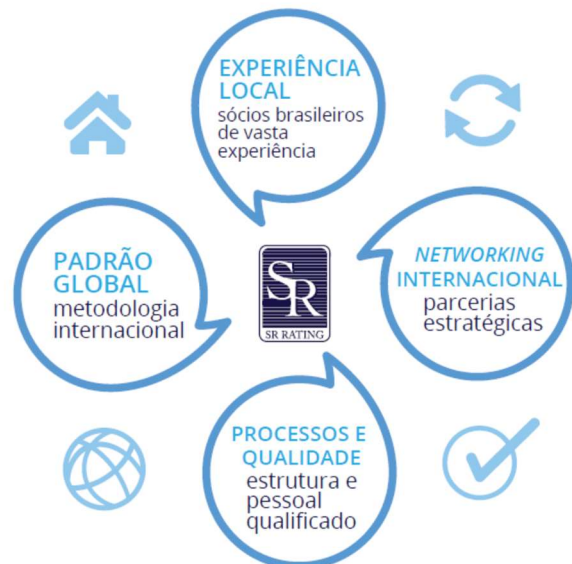 EXPERIÊNCIA
LOCAL
sócios brasileiros
de vasta
experiência
PADRÃO
GLOBAL
metodologia
internacional
SR
SR RATING
NETWORKING
INTERNACIONAL
parcerias
estratégicas
PROCESSOS E
QUALIDADE
estrutura e
pessoal
qualificado